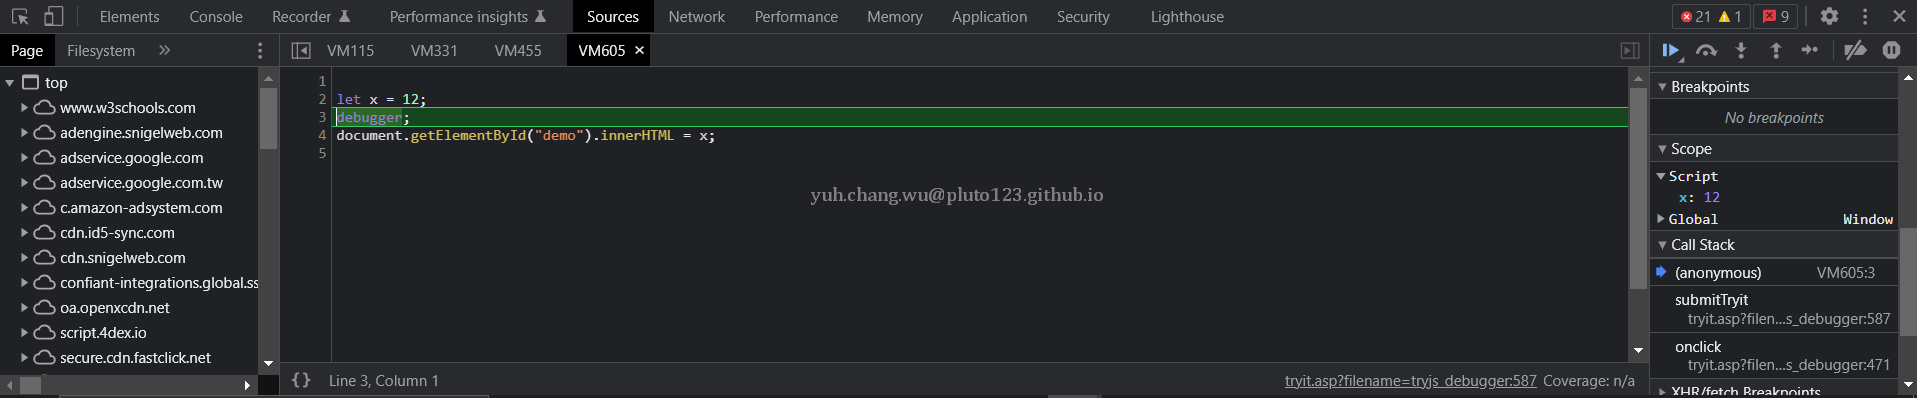 Elements Console Recorder Performance insights Sources Network Performance Memory Application Security Lighthouse 21 1 9
Page Filesystem » VM115 VM331 VM455 VM605 ×
top
www.w3schools.com
adengine.snigelweb.com
adservice.google.com
adservice.google.com.tw
c.amazon-adsystem.com
cdn.id5-sync.com
cdn.snigelweb.com
confiant-integrations.global.ss
oa.openxcdn.net
script.4dex.io
secure.cdn.fastclick.net
1
2 let x = 12;
3 debugger;
4 document.getElementById("demo").innerHTML = x;
5
yuh.chang.wu@pluto123.github.io
{} Line 3, Column 1 tryit.asp?filename=tryjs_debugger:587 Coverage: n/a
Breakpoints
No breakpoints
Scope
Script
x: 12
Global Window
Call Stack
(anonymous) VM605:3
submitTryit
tryit.asp?filen...s_debugger:587
onclick
tryit.asp?filen...s_debugger:471
XHR/fetch Breakpoints